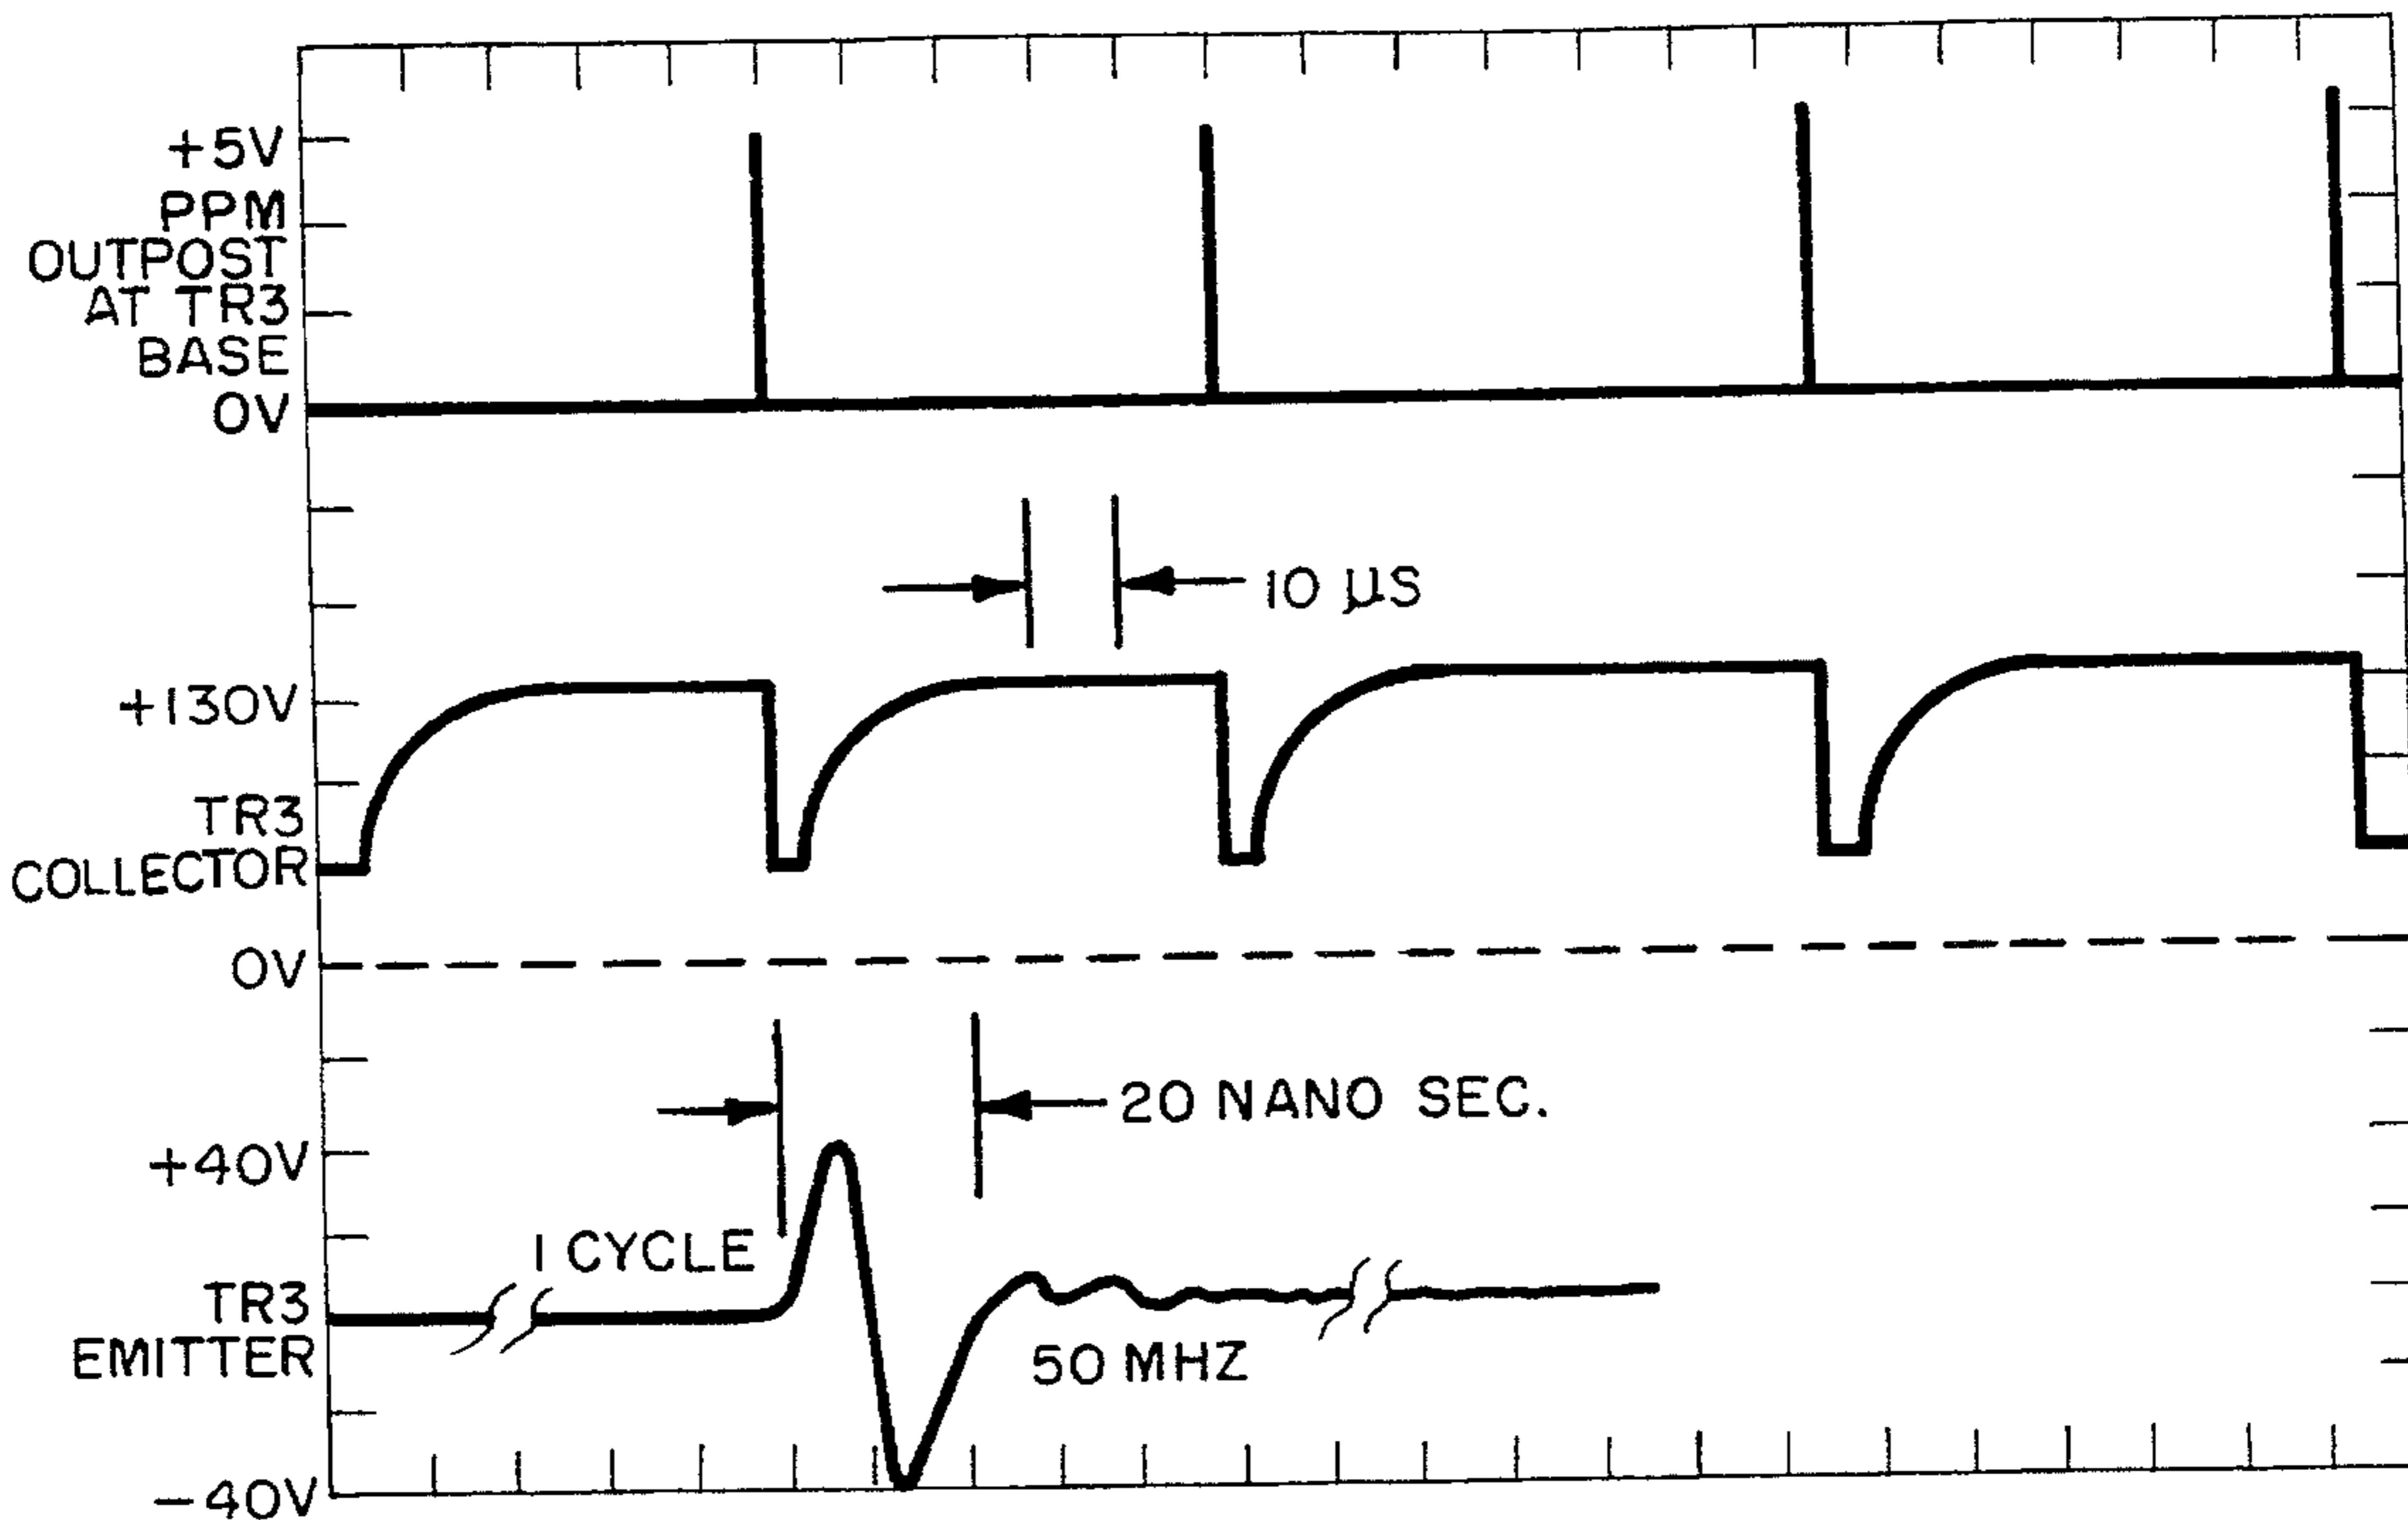 +5V
PPM
OUTPOST
AT TR3
BASE
0V
10 µS
+130V
TR3
COLLECTOR
0V
20 NANO SEC.
+40V
1 CYCLE
TR3
EMITTER
50 MHZ
-40V